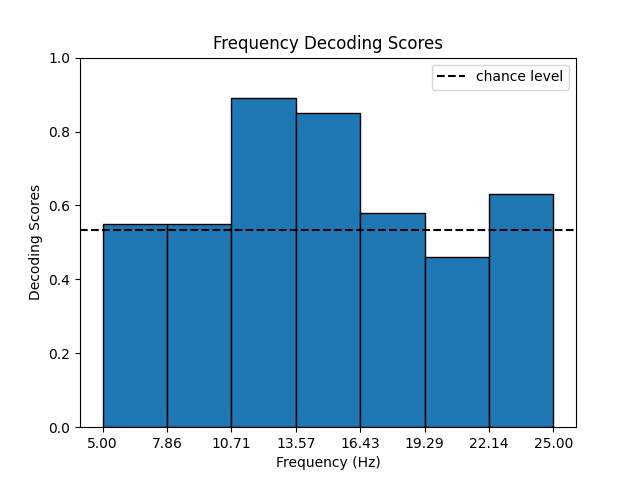 Frequency Decoding Scores
chance level
Decoding Scores
1.0
0.8
0.6
0.4
0.2
0.0
5.00 7.86 10.71 13.57 16.43 19.29 22.14 25.00
Frequency (Hz)